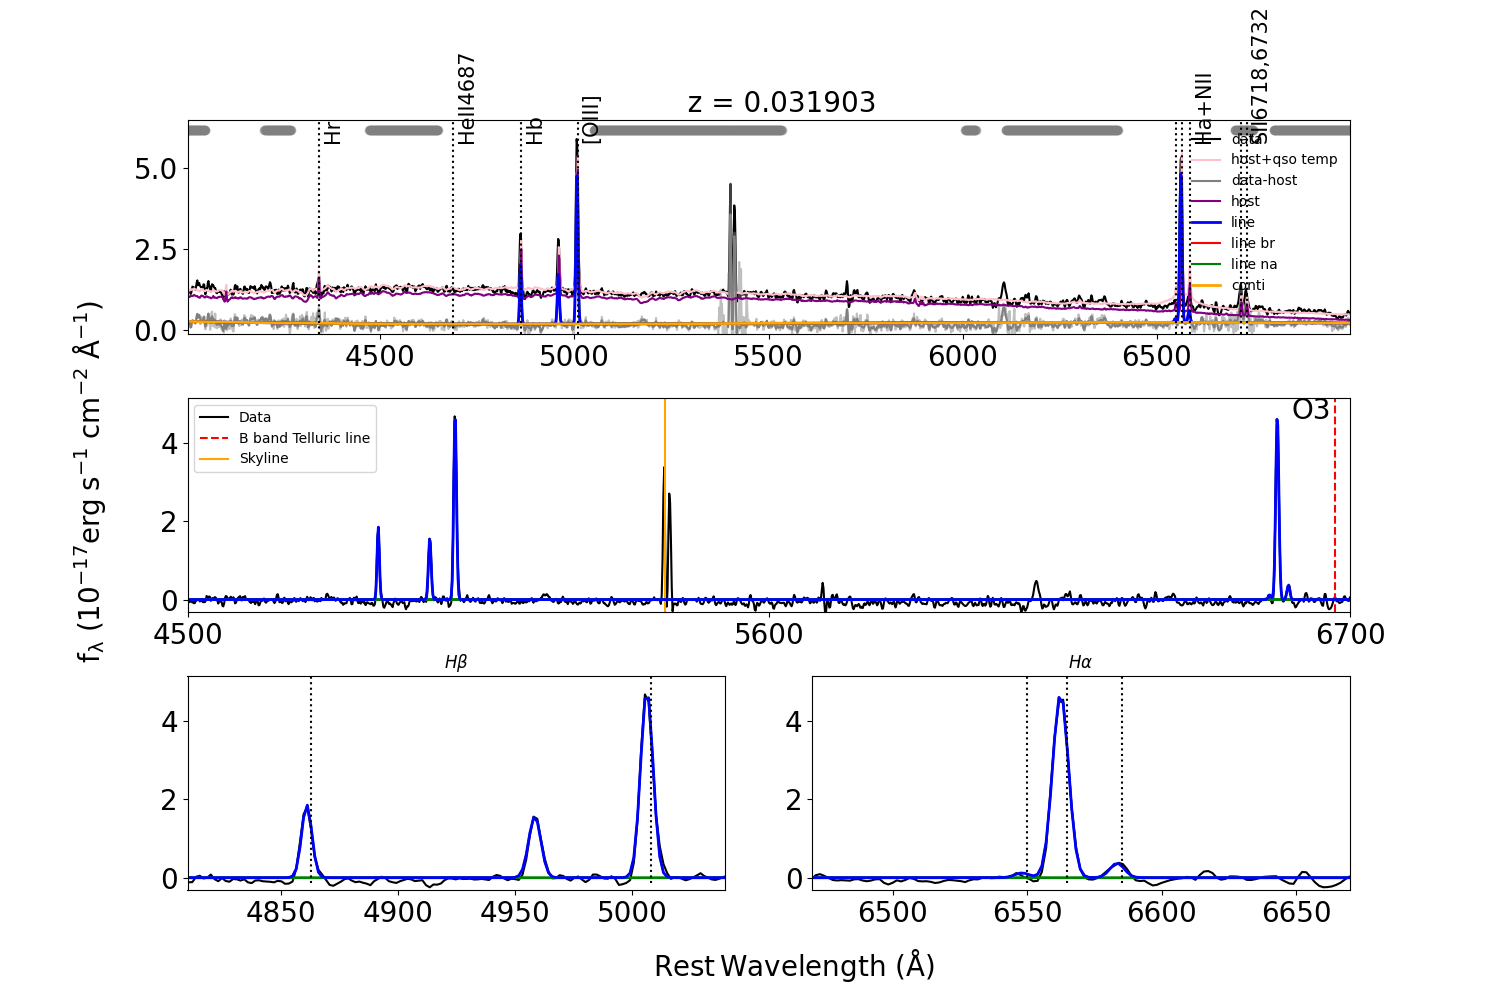 z = 0.031903
Hr
HeII4687
Hb
[OIII]
Ha+NII
SII6718,6732
data
host+qso temp
data-host
host
line
line br
line na
conti
5.0
2.5
0.0
4500
5000
5500
6000
6500
f_λ (10^−17 erg s^−1 cm^−2 Å^−1)
Data
B band Telluric line
Skyline
O3
4
2
0
4500
5600
6700
Hβ
4
2
0
4850
4900
4950
5000
Hα
4
2
0
6500
6550
6600
6650
Rest Wavelength (Å)